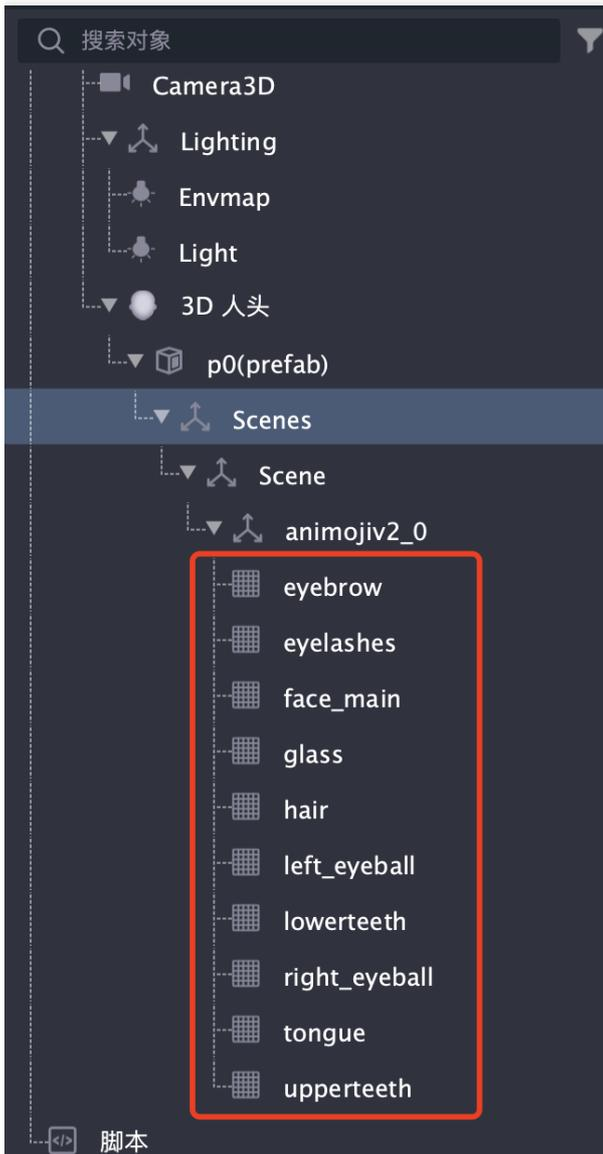 搜索对象
Camera3D
Lighting
Envmap
Light
3D 人头
p0(prefab)
Scenes
Scene
animojiv2_0
eyebrow
eyelashes
face_main
glass
hair
left_eyeball
lowerteeth
right_eyeball
tongue
upperteeth
脚本